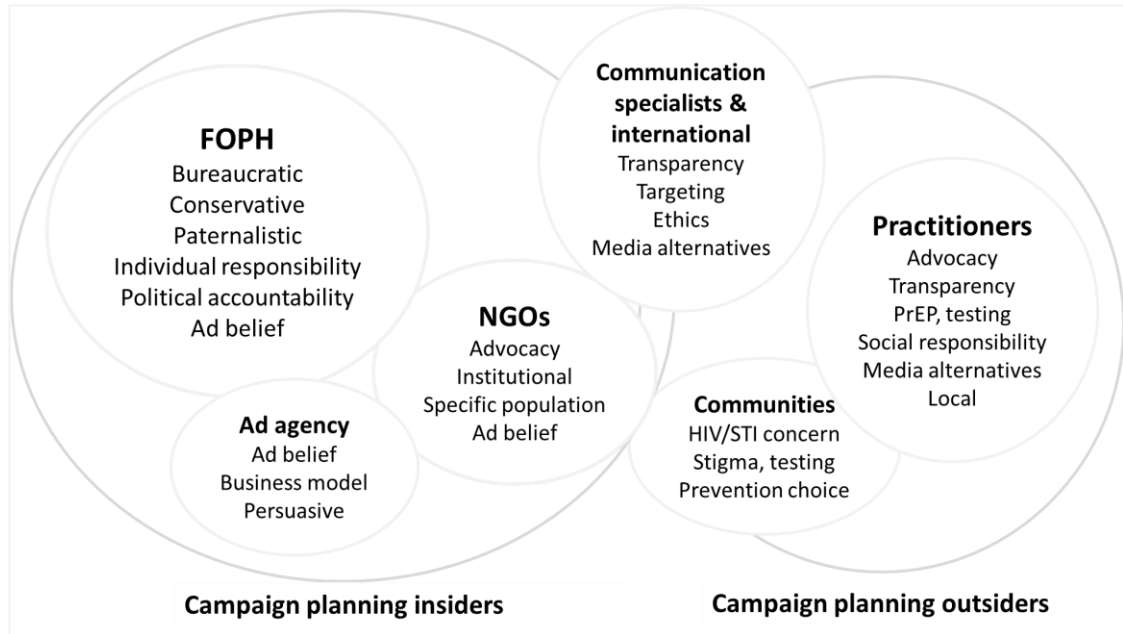 FOPH
Bureaucratic
Conservative
Paternalistic
Individual responsibility
Political accountability
Ad belief
Ad agency
Ad belief
Business model
Persuasive
NGOs
Advocacy
Institutional
Specific population
Ad belief
Communication
specialists &
international
Transparency
Targeting
Ethics
Media alternatives
Communities
HIV/STI concern
Stigma, testing
Prevention choice
Practitioners
Advocacy
Transparency
PrEP, testing
Social responsibility
Media alternatives
Local
Campaign planning insiders
Campaign planning outsiders